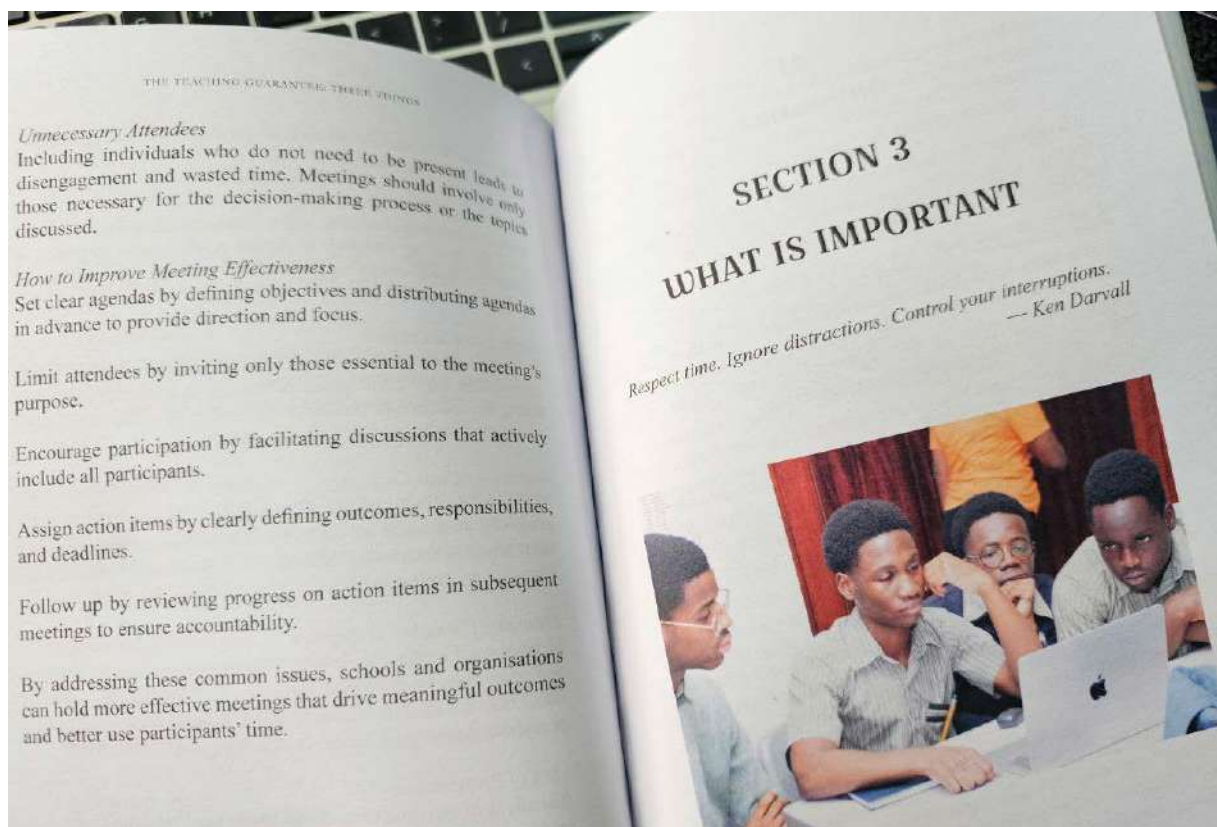 THE TEACHING GUARANTEE: THREE THINGS
Unnecessary Attendees
Including individuals who do not need to be present leads to
disengagement and wasted time. Meetings should involve only
those necessary for the decision-making process or the topics
discussed.
How to Improve Meeting Effectiveness
Set clear agendas by defining objectives and distributing agendas
in advance to provide direction and focus.
Limit attendees by inviting only those essential to the meeting's
purpose.
Encourage participation by facilitating discussions that actively
include all participants.
Assign action items by clearly defining outcomes, responsibilities,
and deadlines.
Follow up by reviewing progress on action items in subsequent
meetings to ensure accountability.
By addressing these common issues, schools and organisations
can hold more effective meetings that drive meaningful outcomes
and better use participants' time.
SECTION 3
WHAT IS IMPORTANT
Respect time. Ignore distractions. Control your interruptions.
— Ken Darvall